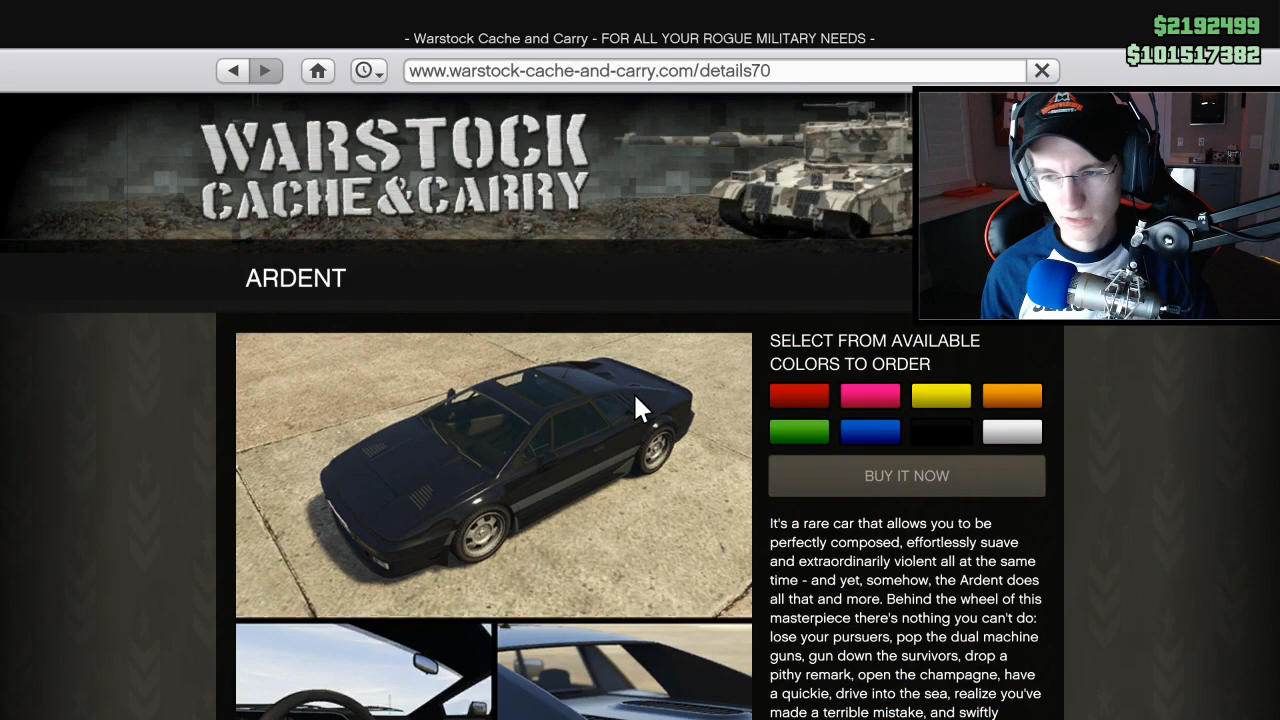 - Warstock Cache and Carry - FOR ALL YOUR ROGUE MILITARY NEEDS -
$2192499
$101517382
www.warstock-cache-and-carry.com/details70
WARSTOCK
CACHE&CARRY
ARDENT
SELECT FROM AVAILABLE
COLORS TO ORDER
BUY IT NOW
It's a rare car that allows you to be
perfectly composed, effortlessly suave
and extraordinarily violent all at the same
time - and yet, somehow, the Ardent does
all that and more. Behind the wheel of this
masterpiece there's nothing you can't do:
lose your pursuers, pop the dual machine
guns, gun down the survivors, drop a
pithy remark, open the champagne, have
a quickie, drive into the sea, realize you've
made a terrible mistake, and swiftly